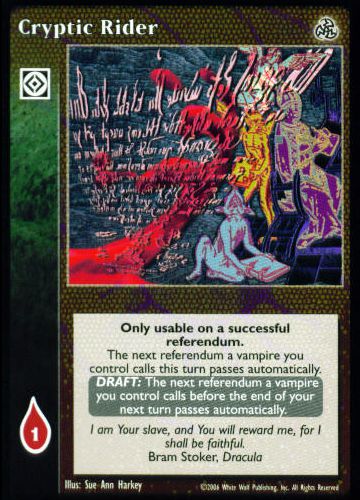 Cryptic Rider
Only usable on a successful
referendum.
The next referendum a vampire you
control calls this turn passes automatically.
DRAFT: The next referendum a vampire
you control calls before the end of your
next turn passes automatically.
I am Your slave, and You will reward me, for I
shall be faithful.
Bram Stoker, Dracula
1
Illus: Sue Ann Harkey
©2006 White Wolf Publishing, Inc. All Rights Reserved.